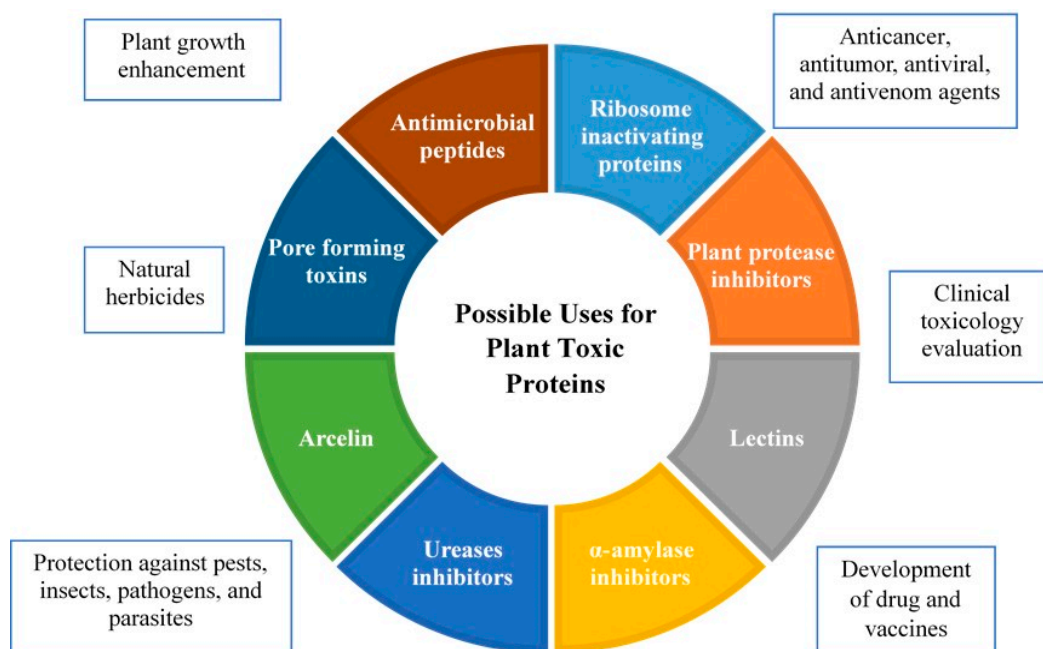 Plant growth
enhancement
Anticancer,
antitumor, antiviral,
and antivenom agents
Antimicrobial
peptides
Ribosome
inactivating
proteins
Pore forming
toxins
Plant protease
inhibitors
Natural
herbicides
Clinical
toxicology
evaluation
Possible Uses for
Plant Toxic
Proteins
Arcelin
Lectins
Ureases
inhibitors
α-amylase
inhibitors
Protection against pests,
insects, pathogens, and
parasites
Development
of drug and
vaccines